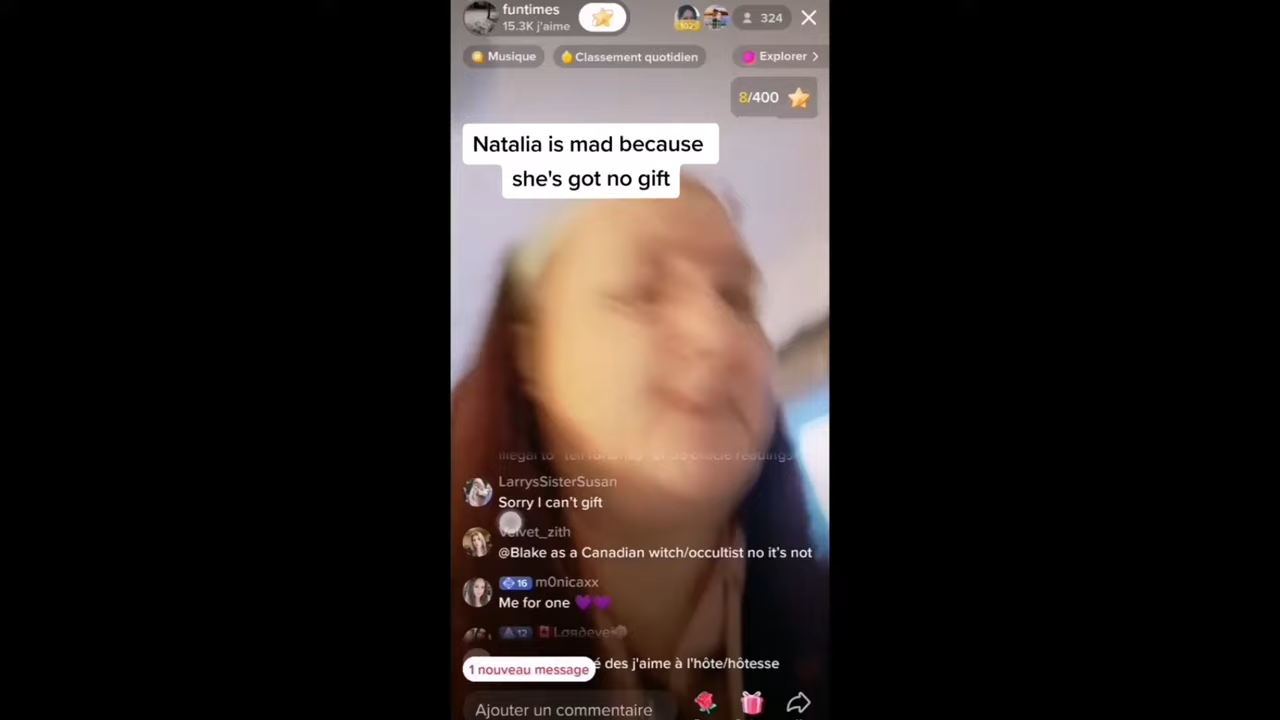 funtimes
15.3K j'aime
324
Musique
Classement quotidien
Explorer >
8/400
Natalia is mad because
she's got no gift
LarrysSisterSusan
Sorry I can't gift
Velvet_zith
@Blake as a Canadian witch/occultist no it's not
16 m0nicaxx
Me for one
12
1 nouveau message
é des j'aime à l'hôte/hôtesse
Ajouter un commentaire